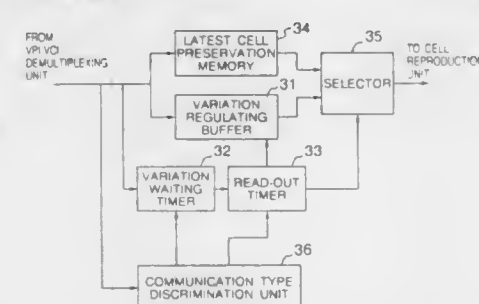 FROM
VPI/VCI
DEMULTIPLEXING
UNIT
34
LATEST CELL
PRESERVATION
MEMORY
31
VARIATION
REGULATING
BUFFER
35
SELECTOR
TO CELL
REPRODUCTION
UNIT
32
VARIATION
WAITING
TIMER
33
READ-OUT
TIMER
36
COMMUNICATION TYPE
DISCRIMINATION UNIT